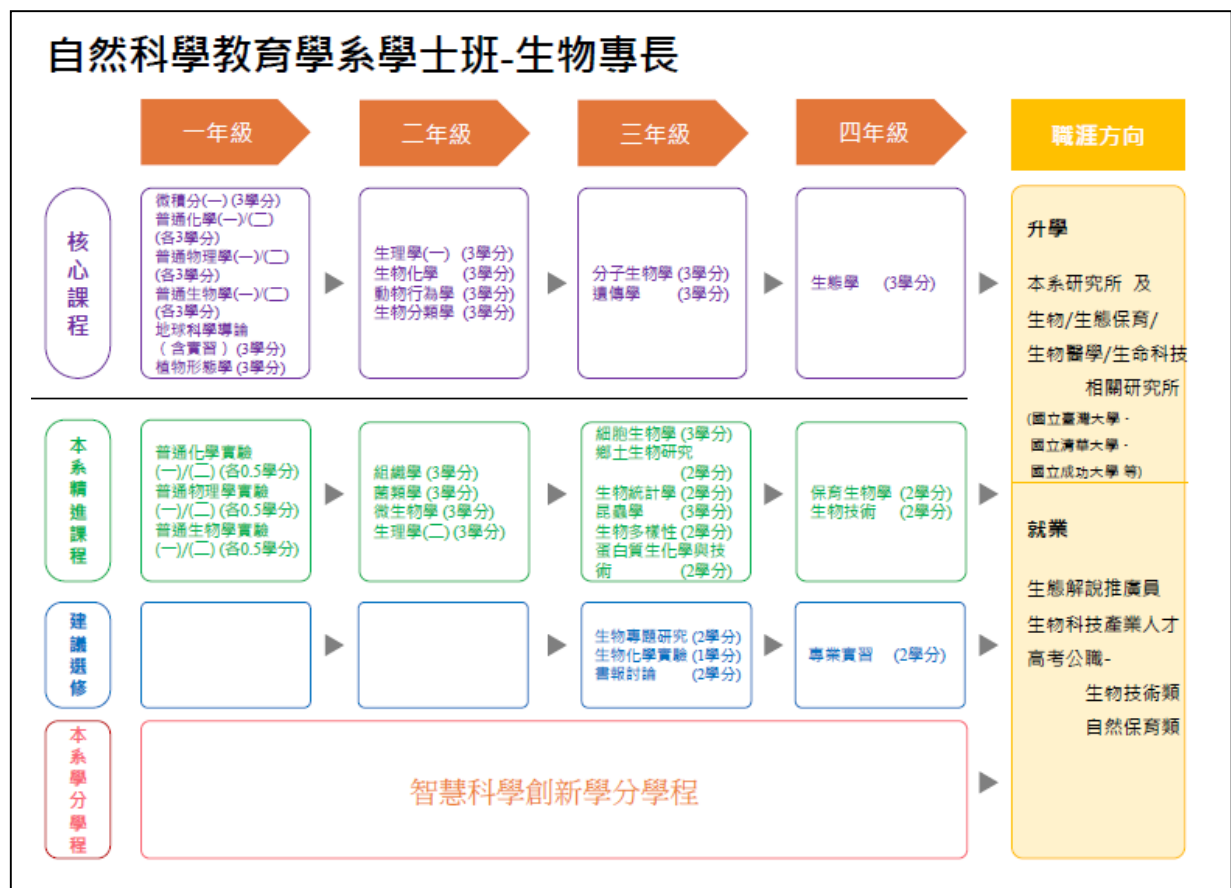 自然科學教育學系學士班-生物專長
一年級
二年級
三年級
四年級
職涯方向
核心課程
微積分(一) (3學分)
普通化學(一)/(二)
(各3學分)
普通物理學(一)/(二)
(各3學分)
普通生物學(一)/(二)
(各3學分)
地球科學導論
（含實習）(3學分)
植物形態學 (3學分)
生理學(一) (3學分)
生物化學 (3學分)
動物行為學 (3學分)
生物分類學 (3學分)
分子生物學 (3學分)
遺傳學 (3學分)
生態學 (3學分)
本系精進課程
普通化學實驗
(一)/(二) (各0.5學分)
普通物理學實驗
(一)/(二) (各0.5學分)
普通生物學實驗
(一)/(二) (各0.5學分)
組織學 (3學分)
菌類學 (3學分)
微生物學 (3學分)
生理學(二) (3學分)
細胞生物學 (3學分)
鄉土生物研究
(2學分)
生物統計學 (2學分)
昆蟲學 (3學分)
生物多樣性 (2學分)
蛋白質生化學與技
術 (2學分)
保育生物學 (2學分)
生物技術 (2學分)
建議選修
生物專題研究 (2學分)
生物化學實驗 (1學分)
書報討論 (2學分)
專業實習 (2學分)
本系學分學程
智慧科學創新學分學程
升學
本系研究所 及
生物/生態保育/
生物醫學/生命科技
相關研究所
(國立臺灣大學、
國立清華大學、
國立成功大學 等)
就業
生態解說推廣員
生物科技產業人才
高考公職-
生物技術類
自然保育類